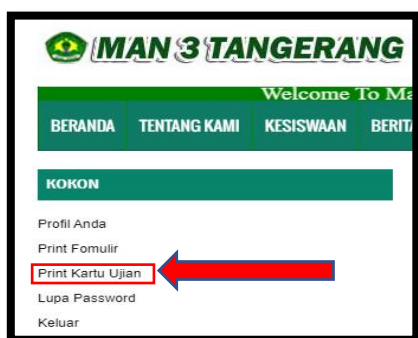 MAN 3 TANGERANG
Welcome To Ma
BERANDA TENTANG KAMI KESISWAAN BERITA
KOKON
Profil Anda
Print Fomulir
Print Kartu Ujian
Lupa Password
Keluar